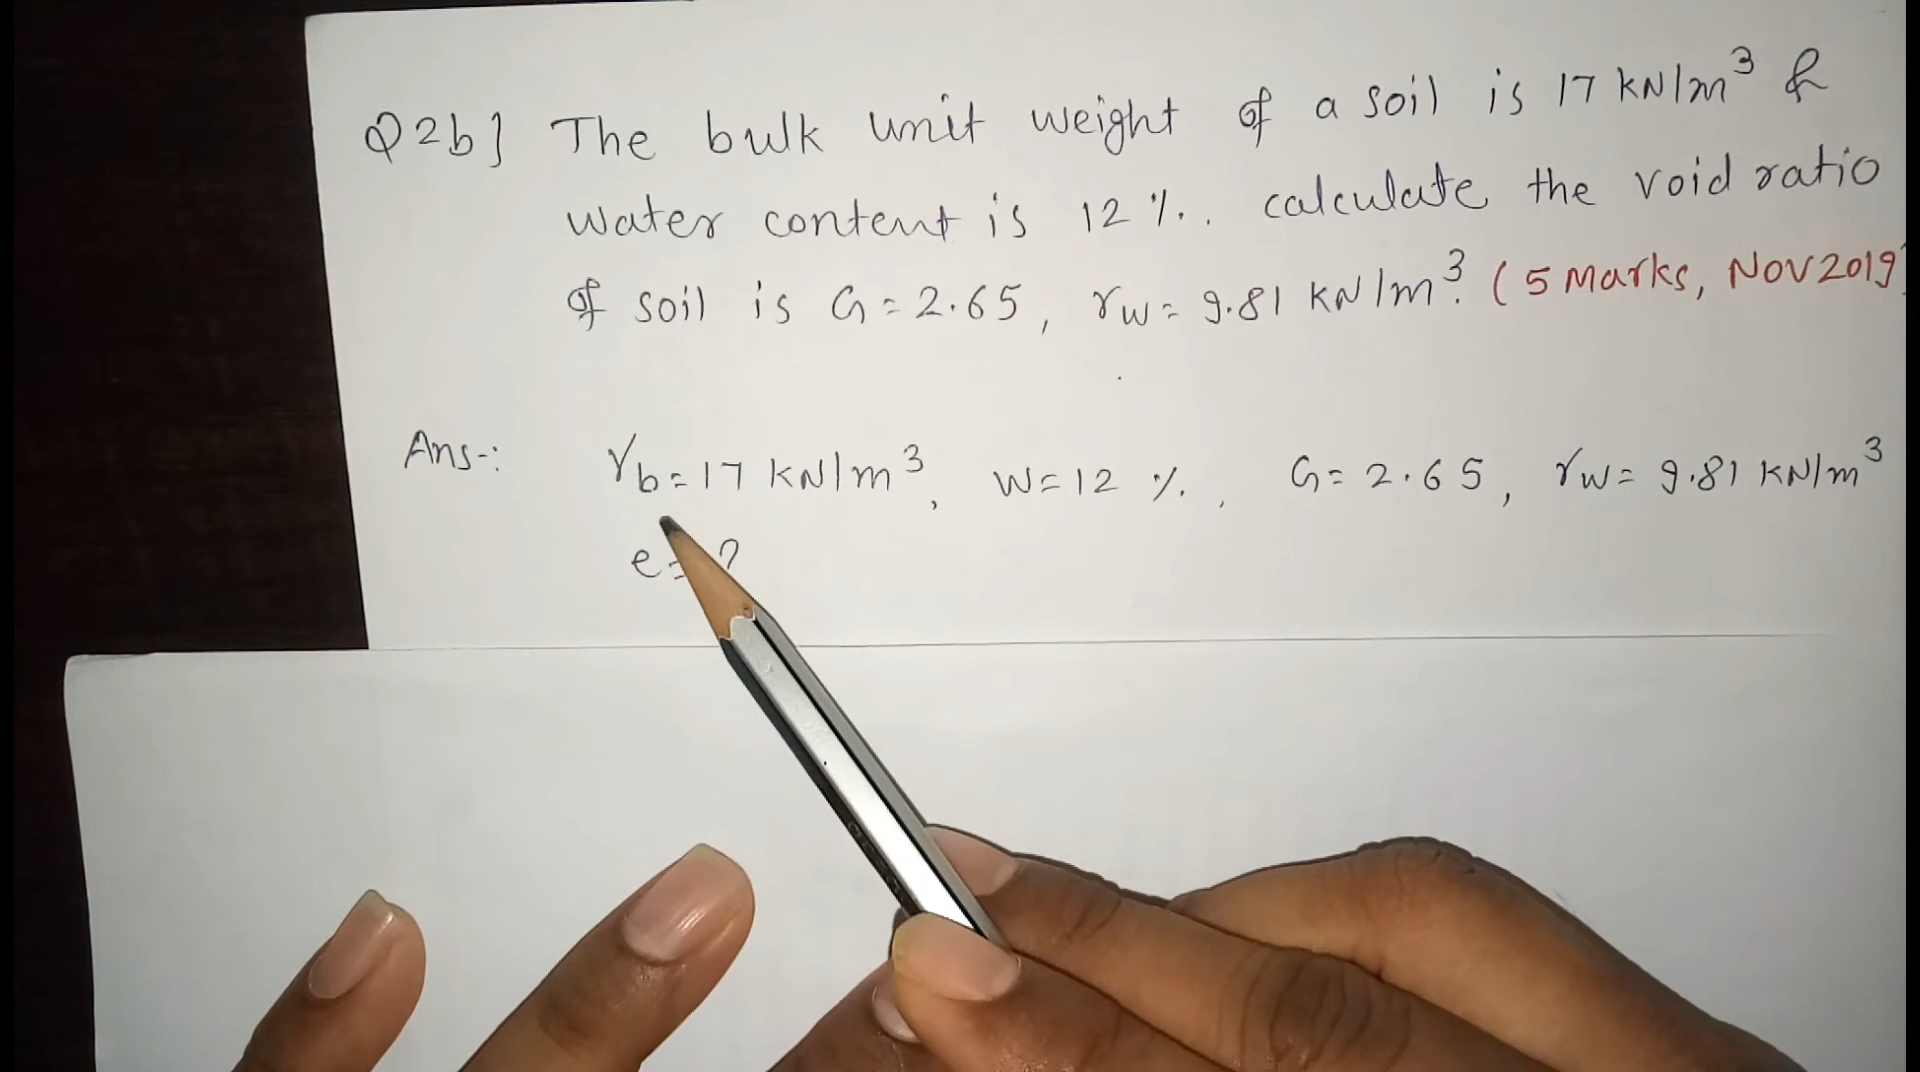 Q2b] The bulk unit weight of a soil is 17 kN/m³ &
water content is 12 %.. calculate the void ratio
of soil is G = 2.65, γw = 9.81 kN/m³. (5 Marks, Nov 2019)
Ans-: γb = 17 kN/m³, w = 12 %, G = 2.65, γw = 9.81 kN/m³
e = ?